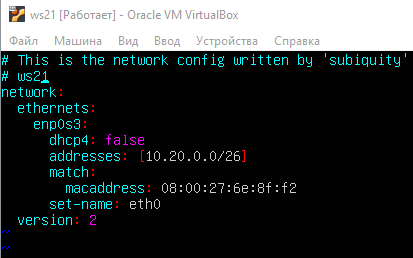 ws21 [Работает] - Oracle VM VirtualBox
Файл Машина Вид Ввод Устройства Справка
# This is the network config written by 'subiquity'
# ws21
network:
  ethernets:
    enp0s3:
      dhcp4: false
      addresses: [10.20.0.0/26]
      match:
        macaddress: 08:00:27:6e:8f:f2
      set-name: eth0
  version: 2
~
~